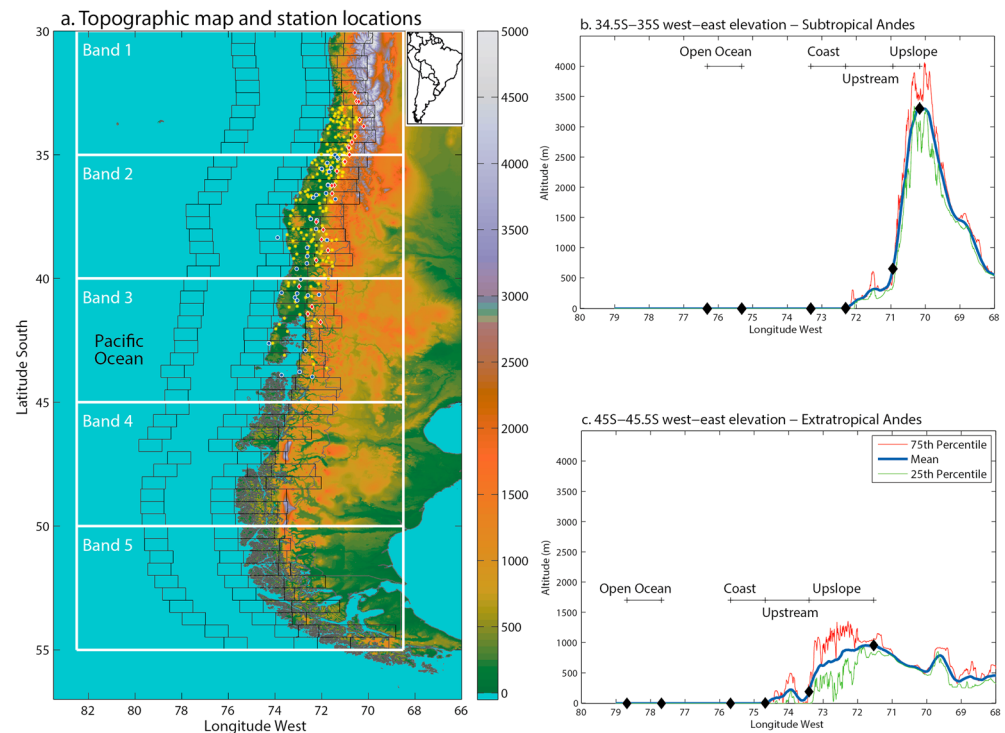 a. Topographic map and station locations
30
35
40
45
50
55
Latitude South
82
80
78
76
74
72
70
68
66
Longitude West
Band 1
Band 2
Band 3
Pacific
Ocean
Band 4
Band 5
5000
4500
4000
3500
3000
2500
2000
1500
1000
500
0
b. 34.5S–35S west–east elevation – Subtropical Andes
Open Ocean
Coast
Upslope
Upstream
4000
3500
3000
2500
2000
1500
1000
500
0
Altitude (m)
80
79
78
77
76
75
74
73
72
71
70
69
68
Longitude West
c. 45S–45.5S west–east elevation – Extratropical Andes
75th Percentile
Mean
25th Percentile
Open Ocean
Coast
Upslope
Upstream
4000
3500
3000
2500
2000
1500
1000
500
0
Altitude (m)
80
79
78
77
76
75
74
73
72
71
70
69
68
Longitude West